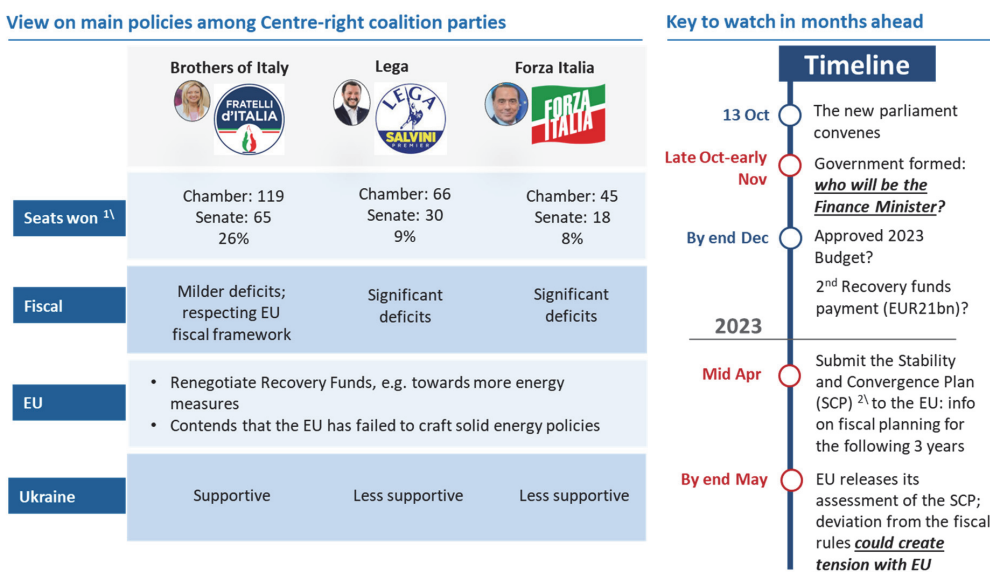 View on main policies among Centre-right coalition parties
Brothers of Italy
Lega
Forza Italia
FRATELLI
d'ITALIA
LEGA
SALVINI
PREMIER
FORZA
ITALIA
Seats won 1\
Chamber: 119
Senate: 65
26%
Chamber: 66
Senate: 30
9%
Chamber: 45
Senate: 18
8%
Fiscal
Milder deficits;
respecting EU
fiscal framework
Significant
deficits
Significant
deficits
EU
• Renegotiate Recovery Funds, e.g. towards more energy
measures
• Contends that the EU has failed to craft solid energy policies
Ukraine
Supportive
Less supportive
Less supportive
Key to watch in months ahead
Timeline
13 Oct
The new parliament
convenes
Late Oct-early
Nov
Government formed:
who will be the
Finance Minister?
By end Dec
Approved 2023
Budget?
2nd Recovery funds
payment (EUR21bn)?
2023
Mid Apr
Submit the Stability
and Convergence Plan
(SCP) 2\ to the EU: info
on fiscal planning for
the following 3 years
By end May
EU releases its
assessment of the SCP;
deviation from the fiscal
rules could create
tension with EU